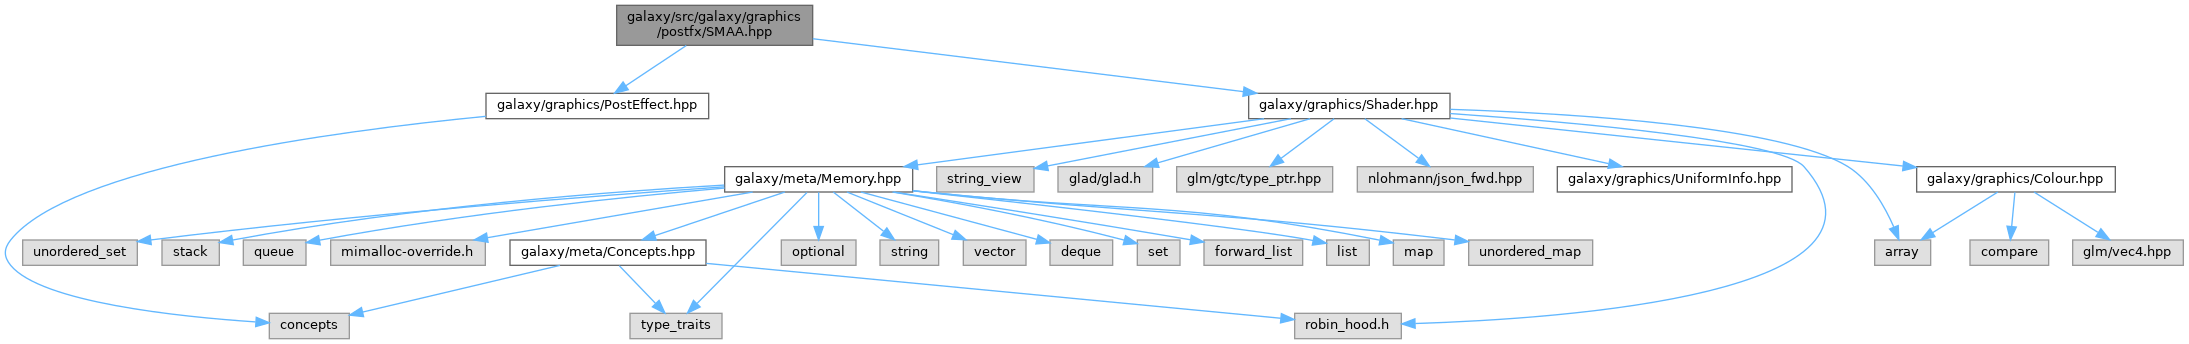 galaxy/src/galaxy/graphics
/postfx/SMAA.hpp
galaxy/graphics/PostEffect.hpp
galaxy/graphics/Shader.hpp
galaxy/meta/Memory.hpp
string_view
glad/glad.h
glm/gtc/type_ptr.hpp
nlohmann/json_fwd.hpp
galaxy/graphics/UniformInfo.hpp
galaxy/graphics/Colour.hpp
unordered_set
stack
queue
mimalloc-override.h
galaxy/meta/Concepts.hpp
optional
string
vector
deque
set
forward_list
list
map
unordered_map
array
compare
glm/vec4.hpp
concepts
type_traits
robin_hood.h